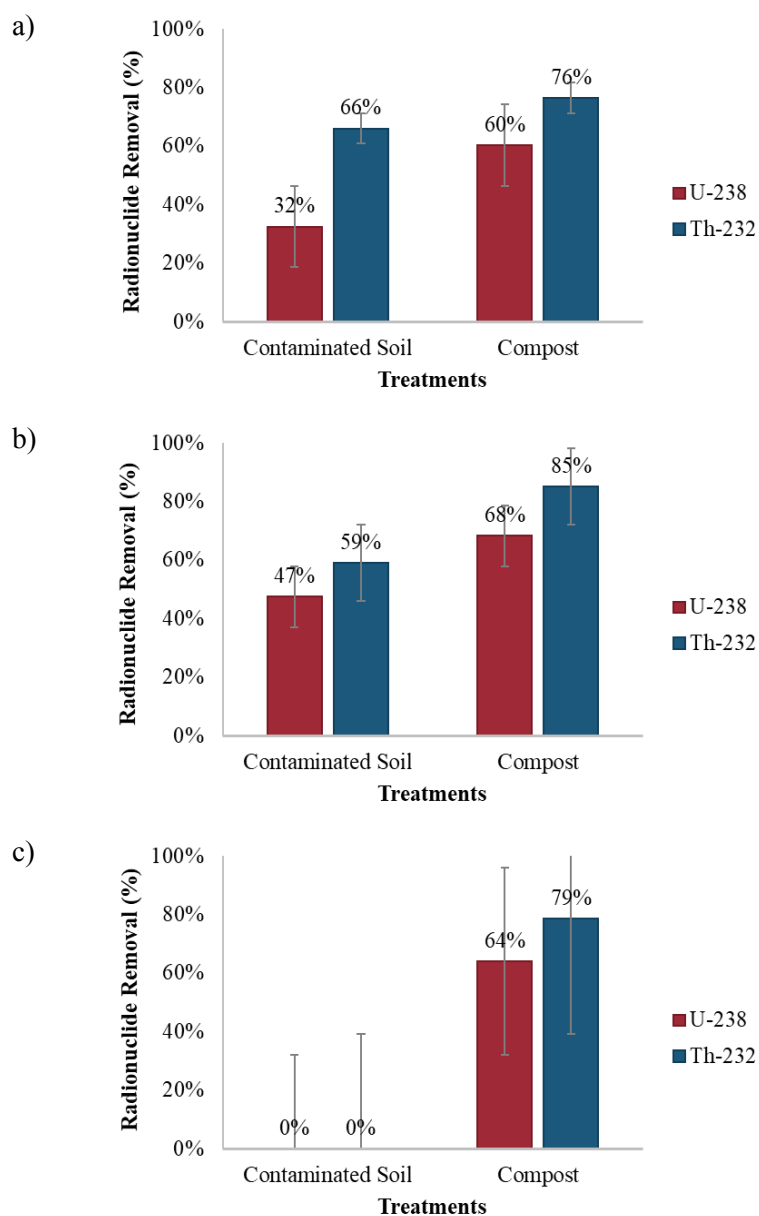 a)
100%
80%
60%
40%
20%
0%
Radionuclide Removal (%)
32%
66%
60%
76%
Contaminated Soil
Compost
Treatments
U-238
Th-232
b)
100%
80%
60%
40%
20%
0%
Radionuclide Removal (%)
47%
59%
68%
85%
Contaminated Soil
Compost
Treatments
U-238
Th-232
c)
100%
80%
60%
40%
20%
0%
Radionuclide Removal (%)
0%
0%
64%
79%
Contaminated Soil
Compost
Treatments
U-238
Th-232